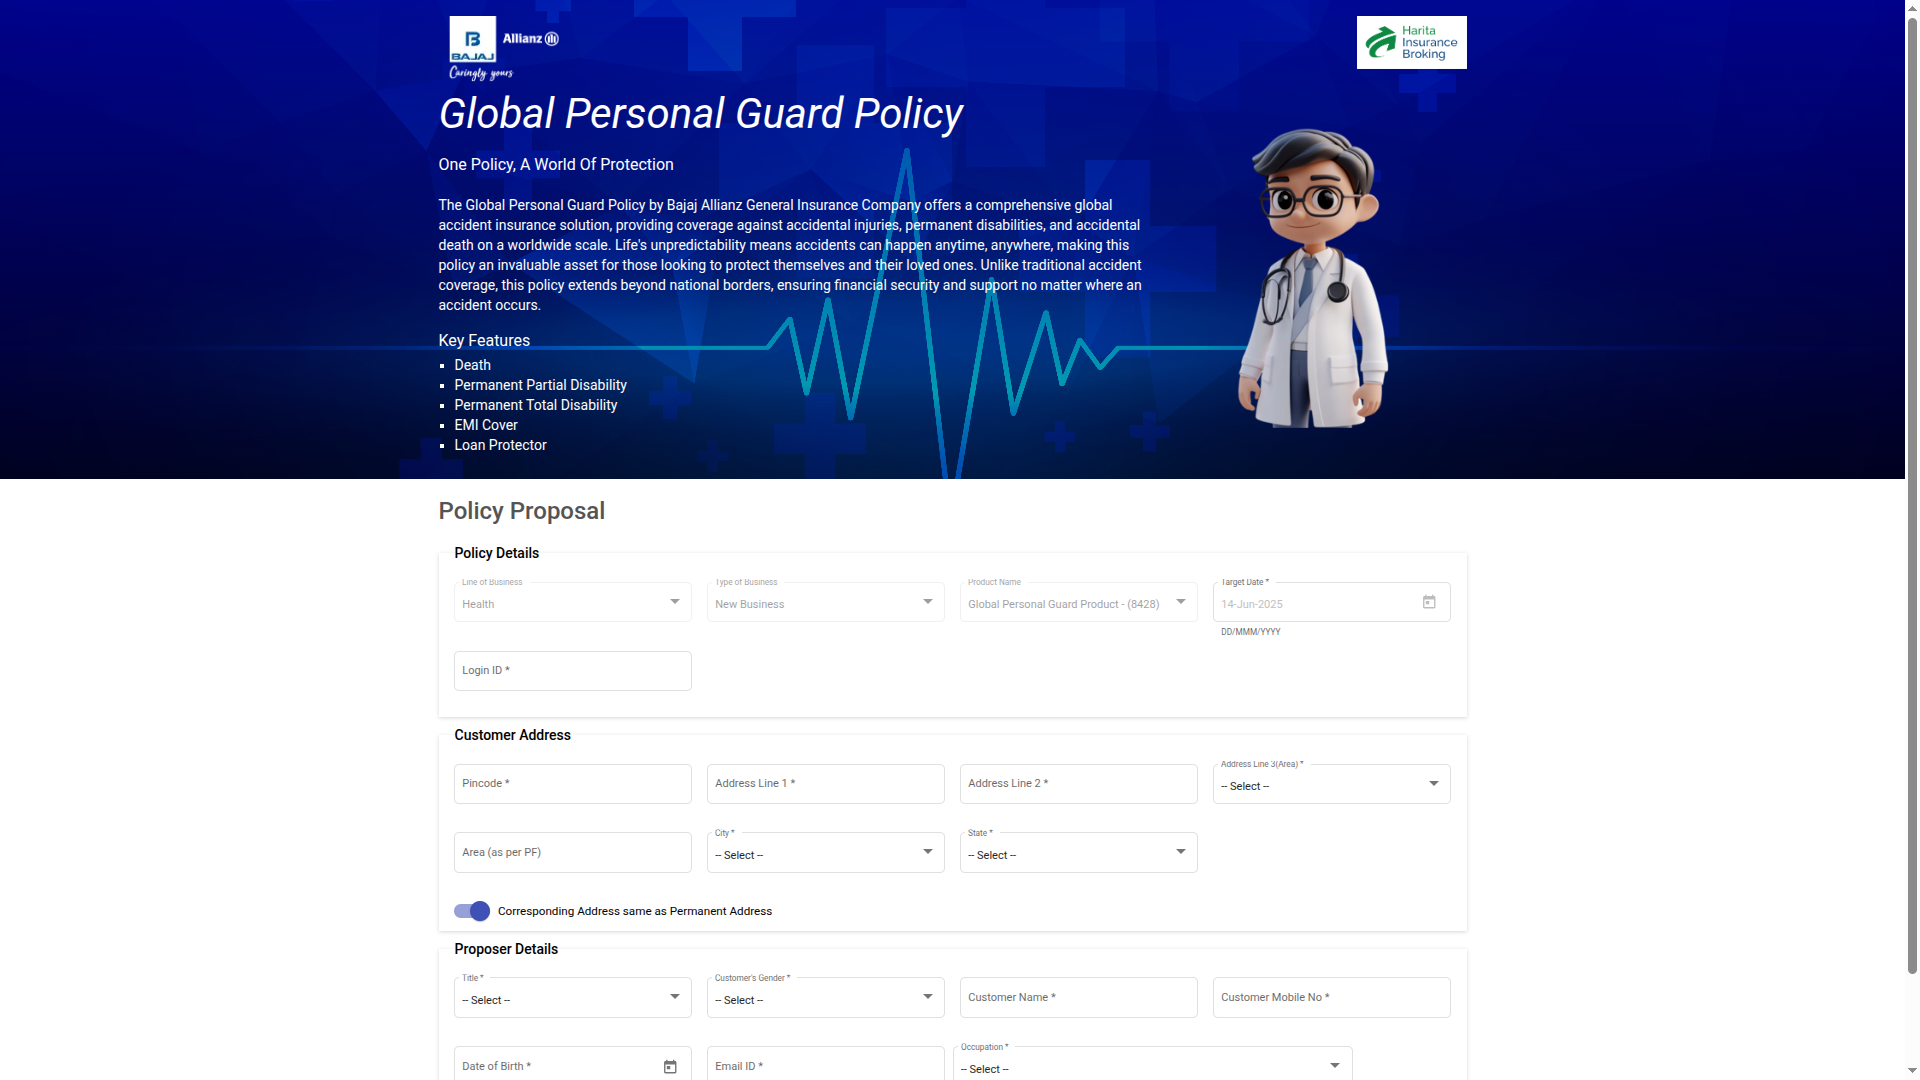 BAJAJ
Allianz
Caringly yours
Harita
Insurance
Broking
Global Personal Guard Policy
One Policy, A World Of Protection
The Global Personal Guard Policy by Bajaj Allianz General Insurance Company offers a comprehensive global
accident insurance solution, providing coverage against accidental injuries, permanent disabilities, and accidental
death on a worldwide scale. Life's unpredictability means accidents can happen anytime, anywhere, making this
policy an invaluable asset for those looking to protect themselves and their loved ones. Unlike traditional accident
coverage, this policy extends beyond national borders, ensuring financial security and support no matter where an
accident occurs.
Key Features
Death
Permanent Partial Disability
Permanent Total Disability
EMI Cover
Loan Protector
Policy Proposal
Policy Details
Line of Business
Type of Business
Product Name
Target Date *
Health
New Business
Global Personal Guard Product - (8428)
14-Jun-2025
DD/MMM/YYYY
Login ID *
Customer Address
Pincode *
Address Line 1 *
Address Line 2 *
Address Line 3(Area) *
-- Select --
Area (as per PF)
City *
-- Select --
State *
-- Select --
Corresponding Address same as Permanent Address
Proposer Details
Title *
-- Select --
Customer's Gender *
-- Select --
Customer Name *
Customer Mobile No *
Date of Birth *
Email ID *
Occupation *
-- Select --